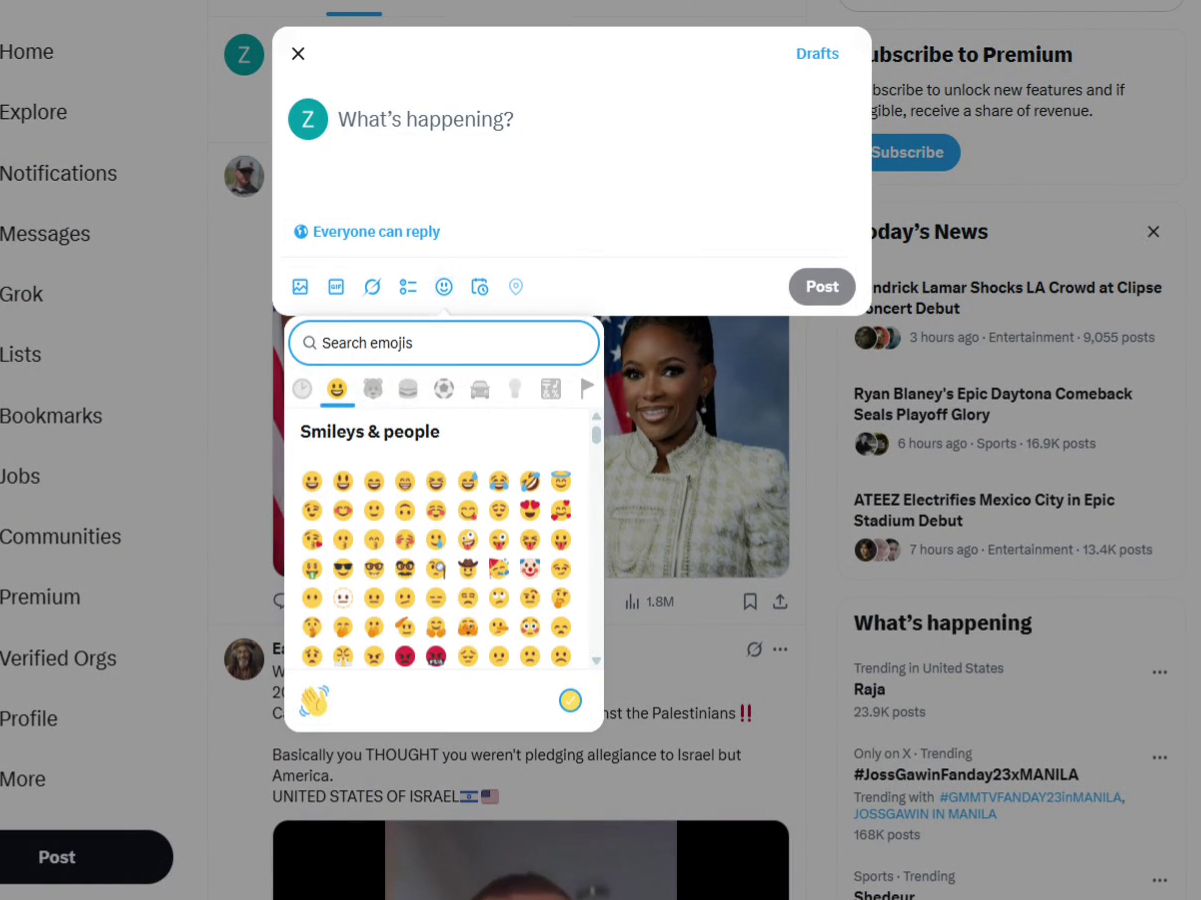 Home
Explore
Notifications
Messages
Grok
Lists
Bookmarks
Jobs
Communities
Premium
Verified Orgs
Profile
More
Post
Z
Drafts
Z
What's happening?
Everyone can reply
GIF
Post
Search emojis
Smileys & people
1.8M
nst the Palestinians‼️
Basically you THOUGHT you weren't pledging allegiance to Israel but
America.
UNITED STATES OF ISRAEL🇮🇱🇺🇸
ubscribe to Premium
bscribe to unlock new features and if
gible, receive a share of revenue.
Subscribe
oday's News
ndrick Lamar Shocks LA Crowd at Clipse
oncert Debut
3 hours ago · Entertainment · 9,055 posts
Ryan Blaney's Epic Daytona Comeback
Seals Playoff Glory
6 hours ago · Sports · 16.9K posts
ATEEZ Electrifies Mexico City in Epic
Stadium Debut
7 hours ago · Entertainment · 13.4K posts
What's happening
Trending in United States
Raja
23.9K posts
Only on X · Trending
#JossGawinFanday23xMANILA
Trending with #GMMTVFANDAY23inMANILA,
JOSSGAWIN IN MANILA
168K posts
Sports · Trending
Shedeur